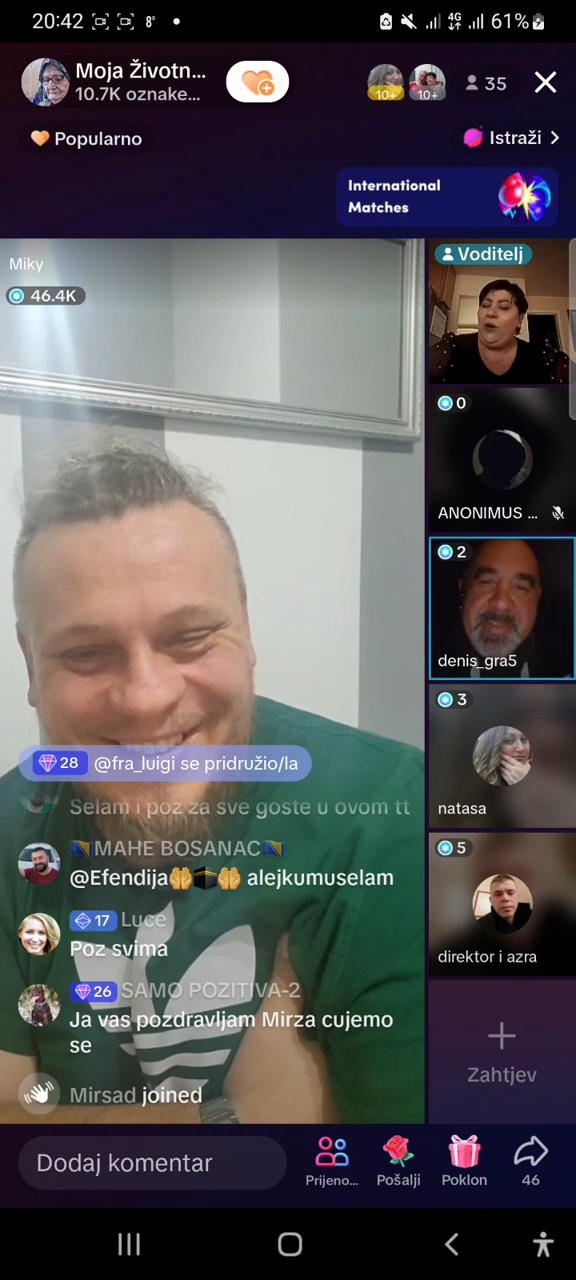 20:42
8°
4G
61%
Moja Životn...
10.7K oznake...
10+
10+
35
Popularno
Istraži
International
Matches
Miky
46.4K
Voditelj
0
ANONIMUS ...
2
denis_gra5
3
natasa
5
direktor i azra
Zahtjev
28 @fra_luigi se pridružio/la
Selam i poz za sve goste u ovom tt
🇧🇦MAHE BOSANAC🇧🇦
@Efendija🤲🕋🤲 alejkumuselam
17 Luce
Poz svima
26 SAMO POZITIVA-2
Ja vas pozdravljam Mirza cujemo
se
Mirsad joined
Dodaj komentar
Prijeno...
Pošalji
Poklon
46